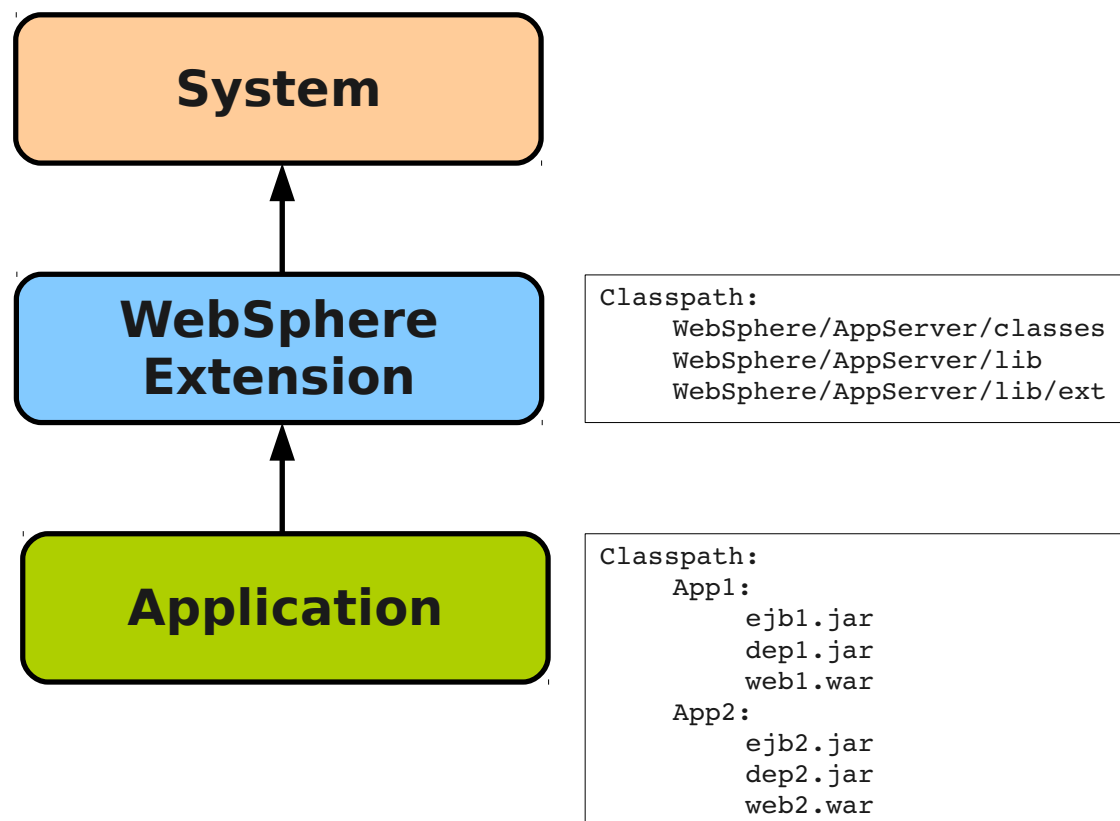 System
WebSphere
Extension
Classpath:
WebSphere/AppServer/classes
WebSphere/AppServer/lib
WebSphere/AppServer/lib/ext
Application
Classpath:
App1:
ejb1.jar
dep1.jar
web1.war
App2:
ejb2.jar
dep2.jar
web2.war